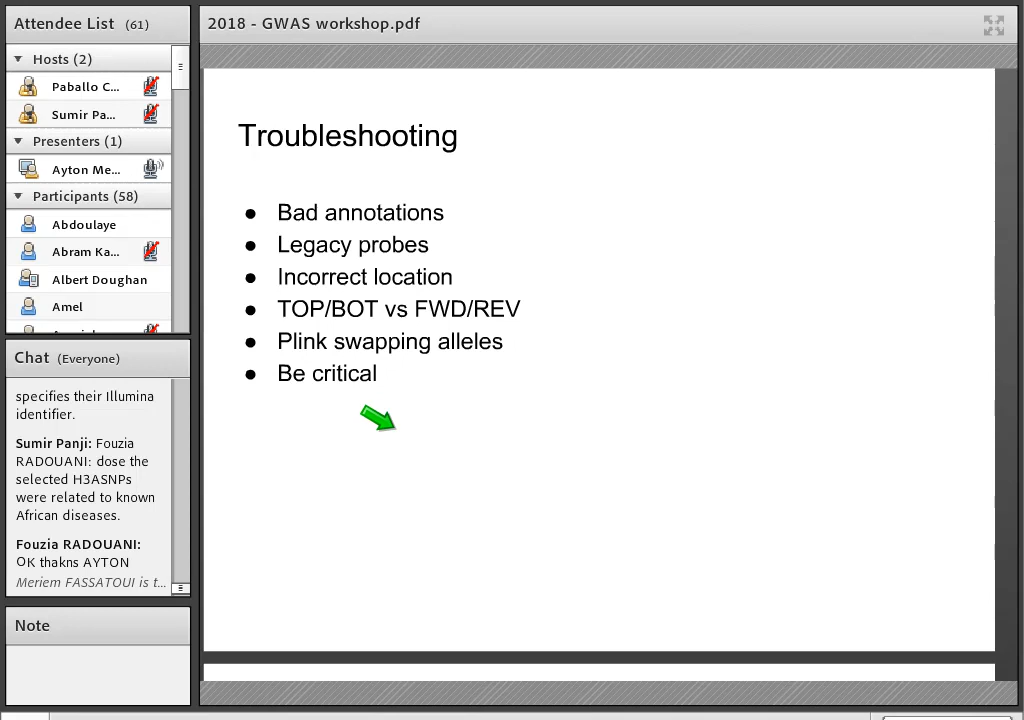 Attendee List (61)
Hosts (2)
Paballo C...
Sumir Pa...
Presenters (1)
Ayton Me...
Participants (58)
Abdoulaye
Abram Ka...
Albert Doughan
Amel
Chat (Everyone)
specifies their Illumina
identifier.
Sumir Panji: Fouzia
RADOUANI: dose the
selected H3ASNPs
were related to known
African diseases.
Fouzia RADOUANI:
OK thakns AYTON
Meriem FASSATOUI is t...
Note
2018 - GWAS workshop.pdf
Troubleshooting
● Bad annotations
● Legacy probes
● Incorrect location
● TOP/BOT vs FWD/REV
● Plink swapping alleles
● Be critical